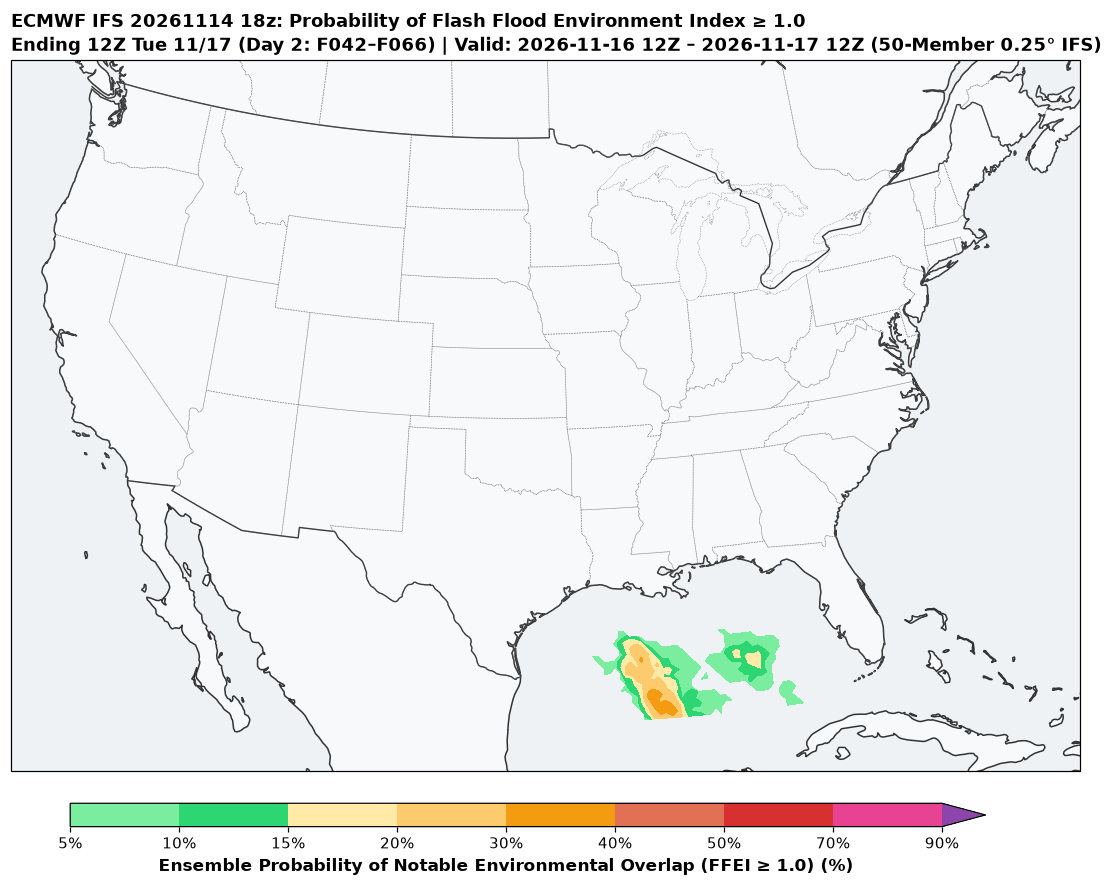 ECMWF IFS 20261114 18z: Probability of Flash Flood Environment Index ≥ 1.0
Ending 12Z Tue 11/17 (Day 2: F042–F066) | Valid: 2026-11-16 12Z – 2026-11-17 12Z (50-Member 0.25° IFS)
5% 10% 15% 20% 30% 40% 50% 70% 90%
Ensemble Probability of Notable Environmental Overlap (FFEI ≥ 1.0) (%)